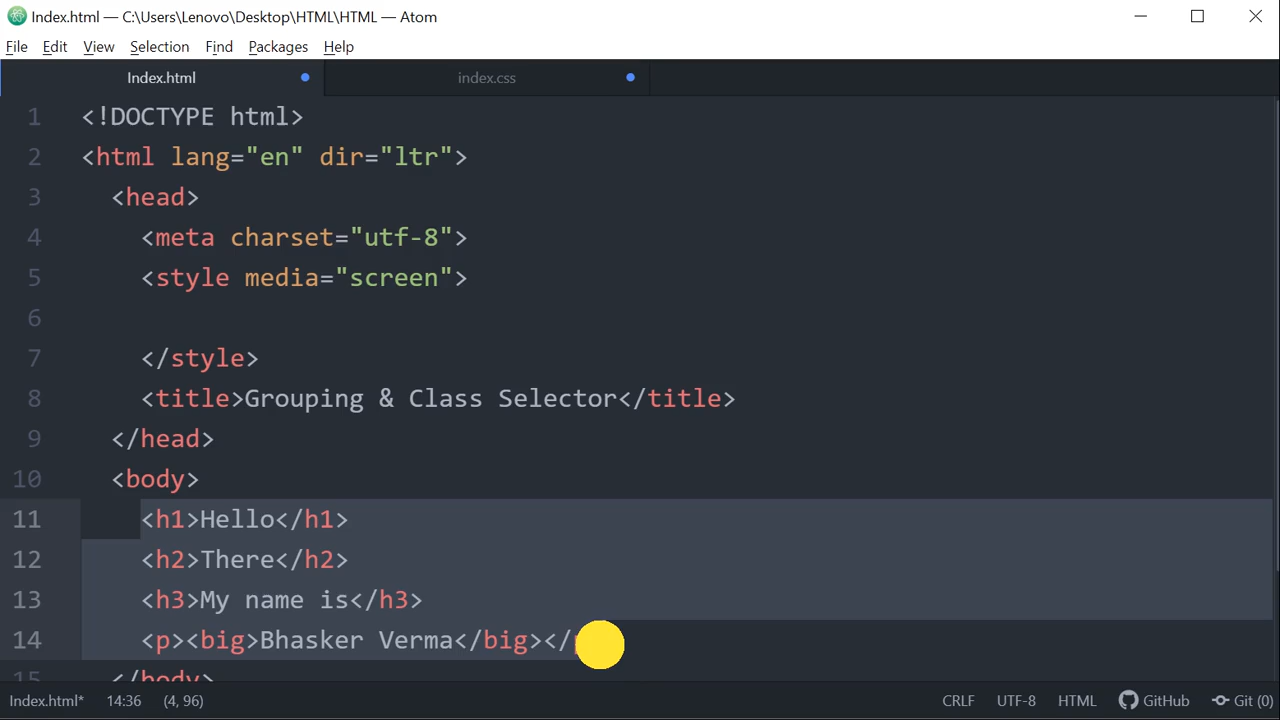 Index.html — C:\Users\Lenovo\Desktop\HTML\HTML — Atom
File Edit View Selection Find Packages Help
Index.html index.css
1 <!DOCTYPE html>
2 <html lang="en" dir="ltr">
3 <head>
4 <meta charset="utf-8">
5 <style media="screen">
6
7 </style>
8 <title>Grouping & Class Selector</title>
9 </head>
10 <body>
11 <h1>Hello</h1>
12 <h2>There</h2>
13 <h3>My name is</h3>
14 <p><big>Bhasker Verma</big></p
15 </body>
Index.html* 14:36 (4, 96) CRLF UTF-8 HTML GitHub Git (0)